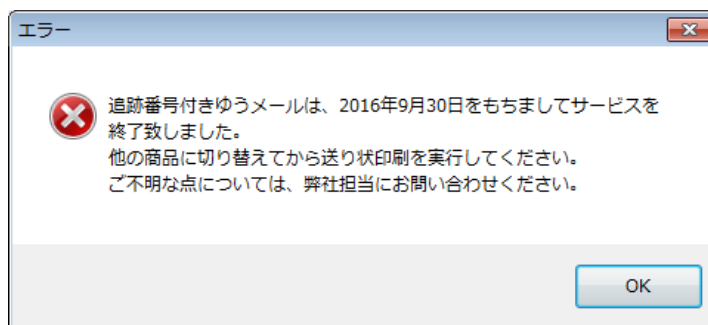 エラー
追跡番号付きゆうメールは、2016年9月30日をもちましてサービスを
終了致しました。
他の商品に切り替えてから送り状印刷を実行してください。
ご不明な点については、弊社担当にお問い合わせください。
OK